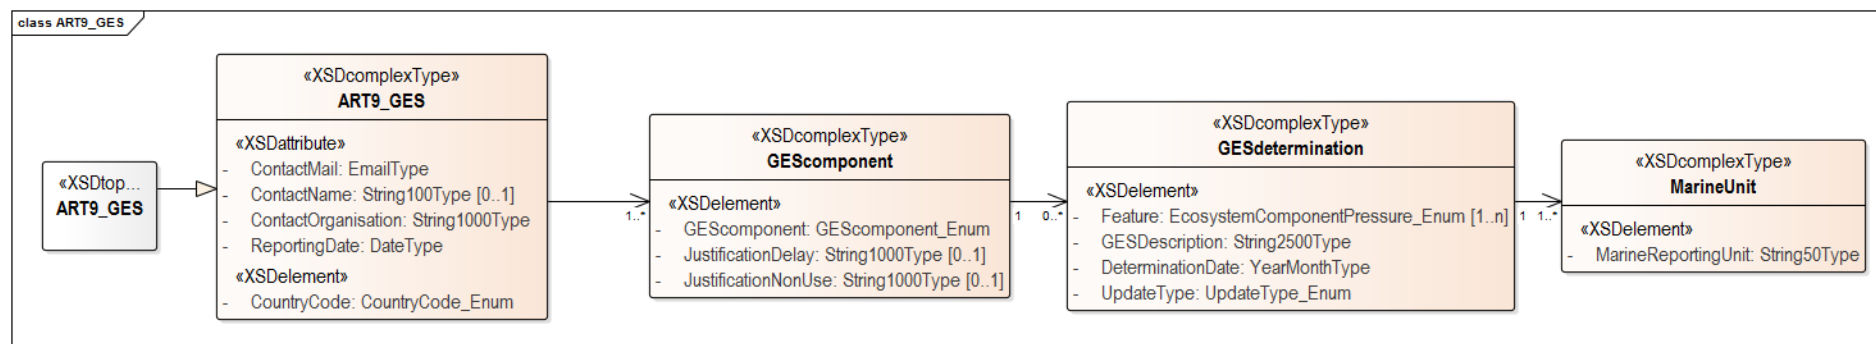 class ART9_GES
«XSDtop...
ART9_GES
«XSDcomplexType»
ART9_GES
«XSDattribute»
- ContactMail: EmailType
- ContactName: String100Type [0..1]
- ContactOrganisation: String1000Type
- ReportingDate: DateType
«XSDelement»
- CountryCode: CountryCode_Enum
1..*
«XSDcomplexType»
GEScomponent
«XSDelement»
- GEScomponent: GEScomponent_Enum
- JustificationDelay: String1000Type [0..1]
- JustificationNonUse: String1000Type [0..1]
1 0..*
«XSDcomplexType»
GESdetermination
«XSDelement»
- Feature: EcosystemComponentPressure_Enum [1..n]
- GESDescription: String2500Type
- DeterminationDate: YearMonthType
- UpdateType: UpdateType_Enum
1 1..*
«XSDcomplexType»
MarineUnit
«XSDelement»
- MarineReportingUnit: String50Type